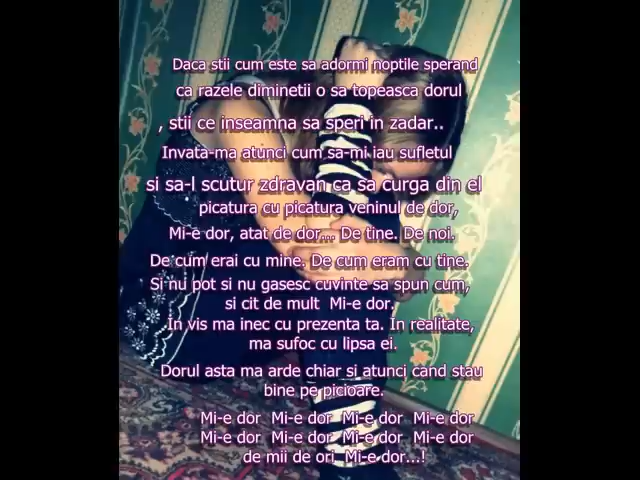 Daca stii cum este sa adormi noptile sperand
ca razele diminetii o sa topeasca dorul
, stii ce inseamna sa speri in zadar..
Invata-ma atunci cum sa-mi iau sufletul
si sa-l scutur zdravan ca sa curga din el
picatura cu picatura veninul de dor,
Mi-e dor, atat de dor... De tine. De noi.
De cum erai cu mine. De cum eram cu tine.
Si nu pot si nu gasesc cuvinte sa spun cum,
si cit de mult  Mi-e dor.
In vis ma inec cu prezenta ta. In realitate,
ma sufoc cu lipsa ei.
Dorul asta ma arde chiar si atunci cand stau
bine pe picioare.
Mi-e dor  Mi-e dor  Mi-e dor  Mi-e dor
Mi-e dor  Mi-e dor  Mi-e dor  Mi-e dor
de mii de ori  Mi-e dor...!